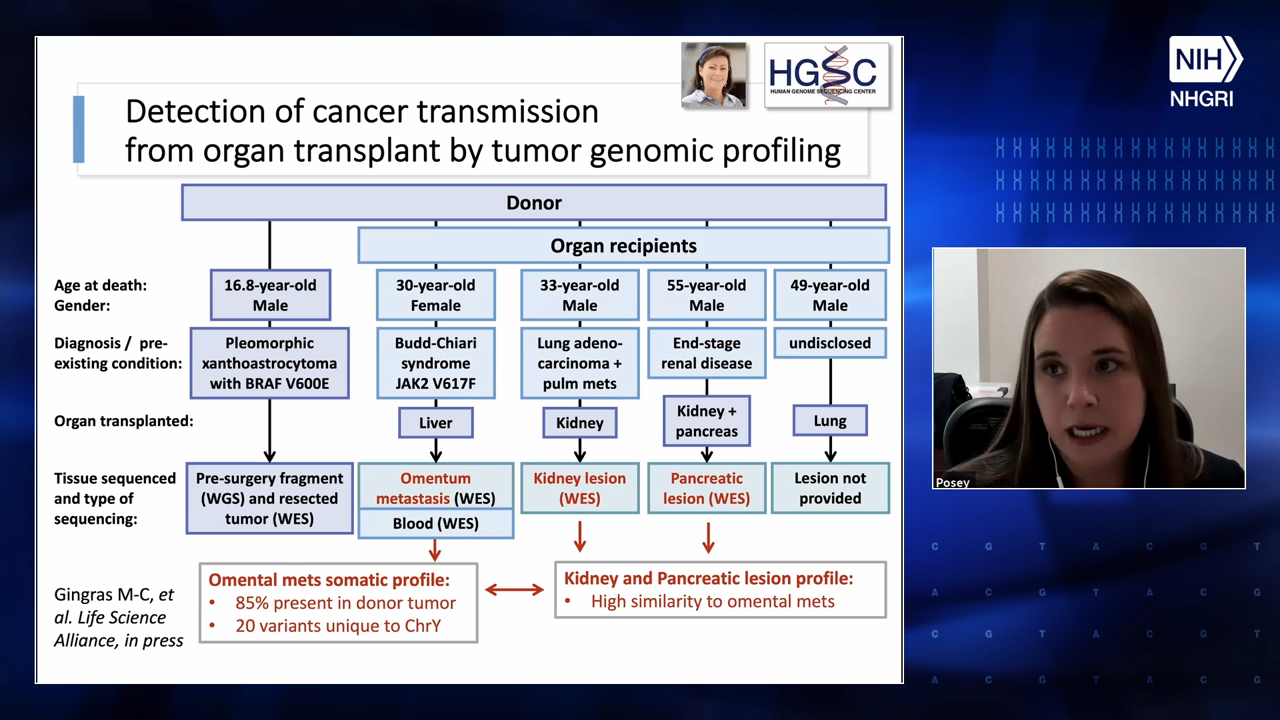 NIH
NHGRI
HGSC
HUMAN GENOME SEQUENCING CENTER
Detection of cancer transmission
from organ transplant by tumor genomic profiling
Donor
Organ recipients
Age at death:
Gender:
16.8-year-old
Male
30-year-old
Female
33-year-old
Male
55-year-old
Male
49-year-old
Male
Diagnosis / pre-
existing condition:
Pleomorphic
xanthoastrocytoma
with BRAF V600E
Budd-Chiari
syndrome
JAK2 V617F
Lung adeno-
carcinoma +
pulm mets
End-stage
renal disease
undisclosed
Organ transplanted:
Liver
Kidney
Kidney +
pancreas
Lung
Tissue sequenced
and type of
sequencing:
Pre-surgery fragment
(WGS) and resected
tumor (WES)
Omentum
metastasis (WES)
Blood (WES)
Kidney lesion
(WES)
Pancreatic
lesion (WES)
Lesion not
provided
Gingras M-C, et
al. Life Science
Alliance, in press
Omental mets somatic profile:
• 85% present in donor tumor
• 20 variants unique to ChrY
Kidney and Pancreatic lesion profile:
• High similarity to omental mets
Posey
C G T A C G T
A C G T A C G
C G T A C G T
A C G T A C G